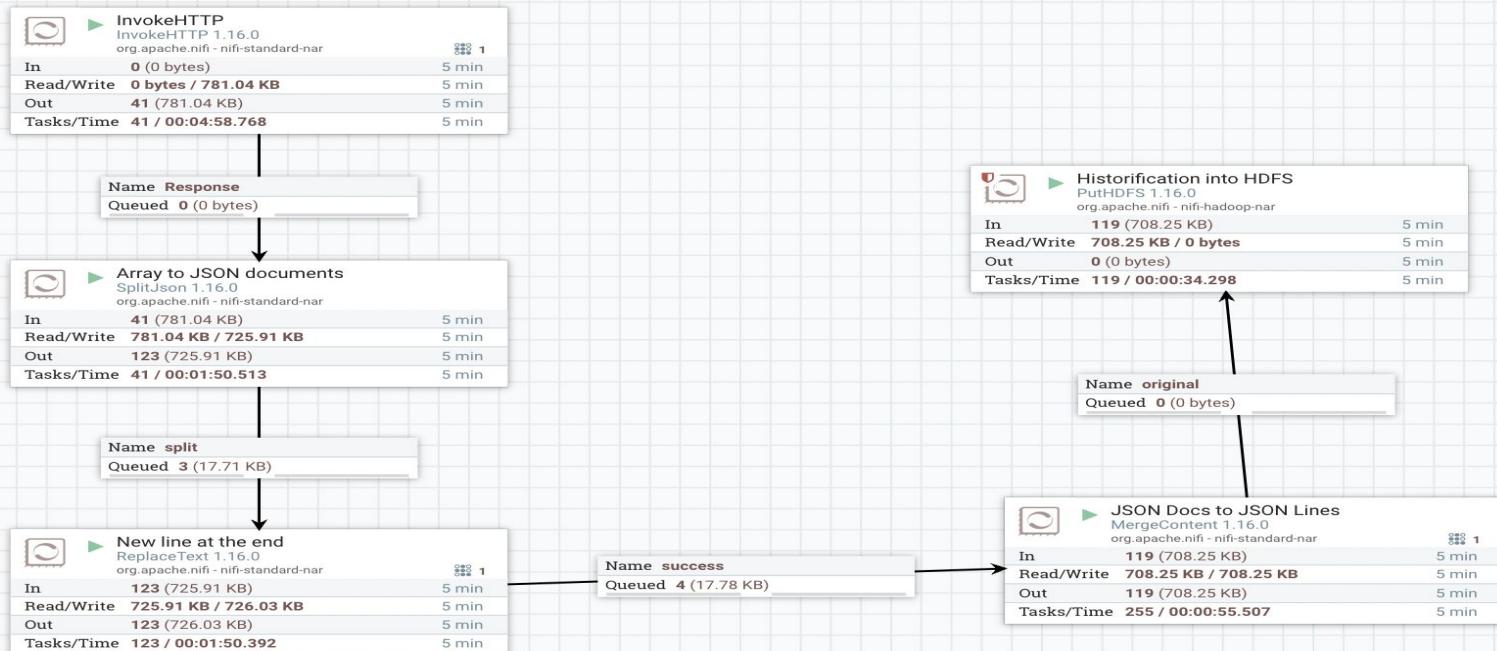 InvokeHTTP
InvokeHTTP 1.16.0
org.apache.nifi - nifi-standard-nar
1
In 0 (0 bytes) 5 min
Read/Write 0 bytes / 781.04 KB 5 min
Out 41 (781.04 KB) 5 min
Tasks/Time 41 / 00:04:58.768 5 min
Name Response
Queued 0 (0 bytes)
Array to JSON documents
SplitJson 1.16.0
org.apache.nifi - nifi-standard-nar
In 41 (781.04 KB) 5 min
Read/Write 781.04 KB / 725.91 KB 5 min
Out 123 (725.91 KB) 5 min
Tasks/Time 41 / 00:01:50.513 5 min
Name split
Queued 3 (17.71 KB)
New line at the end
ReplaceText 1.16.0
org.apache.nifi - nifi-standard-nar
1
In 123 (725.91 KB) 5 min
Read/Write 725.91 KB / 726.03 KB 5 min
Out 123 (726.03 KB) 5 min
Tasks/Time 123 / 00:01:50.392 5 min
Name success
Queued 4 (17.78 KB)
JSON Docs to JSON Lines
MergeContent 1.16.0
org.apache.nifi - nifi-standard-nar
1
In 119 (708.25 KB) 5 min
Read/Write 708.25 KB / 708.25 KB 5 min
Out 119 (708.25 KB) 5 min
Tasks/Time 255 / 00:00:55.507 5 min
Name original
Queued 0 (0 bytes)
Historification into HDFS
PutHDFS 1.16.0
org.apache.nifi - nifi-hadoop-nar
In 119 (708.25 KB) 5 min
Read/Write 708.25 KB / 0 bytes 5 min
Out 0 (0 bytes) 5 min
Tasks/Time 119 / 00:00:34.298 5 min